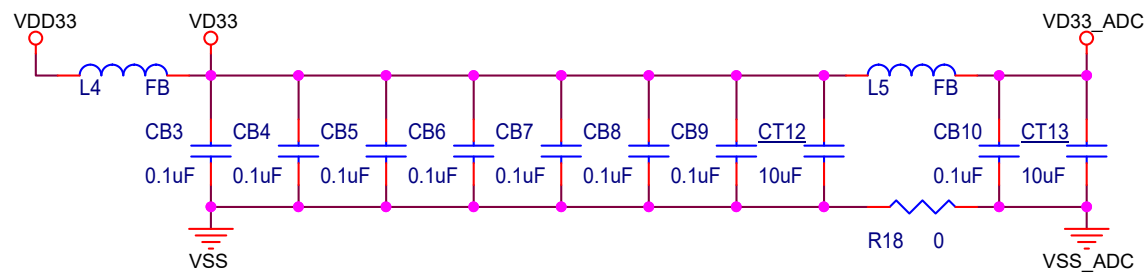 VDD33 VD33 VD33_ADC
L4 FB L5 FB
CB3 CB4 CB5 CB6 CB7 CB8 CB9 CT12 CB10 CT13
0.1uF 0.1uF 0.1uF 0.1uF 0.1uF 0.1uF 0.1uF 10uF 0.1uF 10uF
R18 0
VSS VSS_ADC